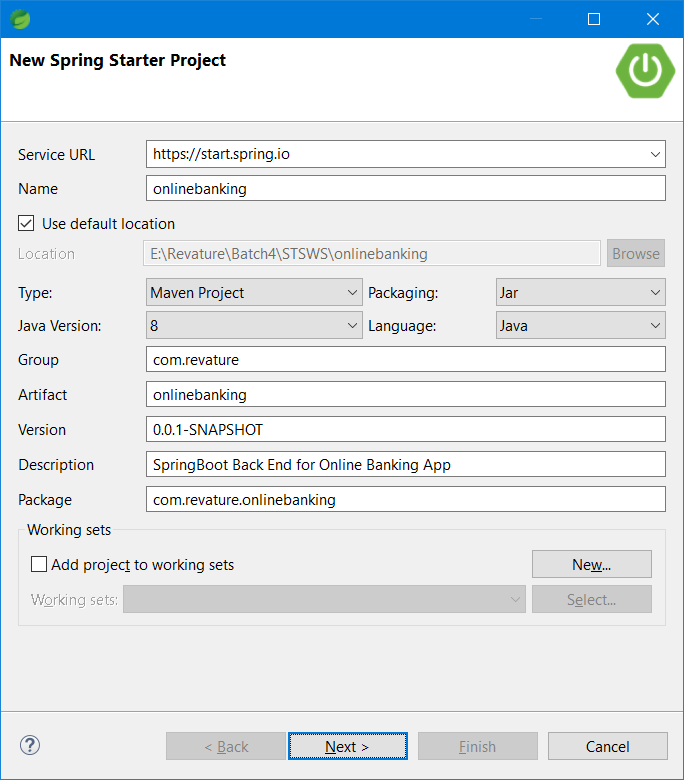 New Spring Starter Project
Service URL https://start.spring.io
Name onlinebanking
Use default location
Location E:\Revature\Batch4\STSWS\onlinebanking Browse
Type: Maven Project Packaging: Jar
Java Version: 8 Language: Java
Group com.revature
Artifact onlinebanking
Version 0.0.1-SNAPSHOT
Description SpringBoot Back End for Online Banking App
Package com.revature.onlinebanking
Working sets
Add project to working sets New...
Working sets: Select...
? < Back Next > Finish Cancel